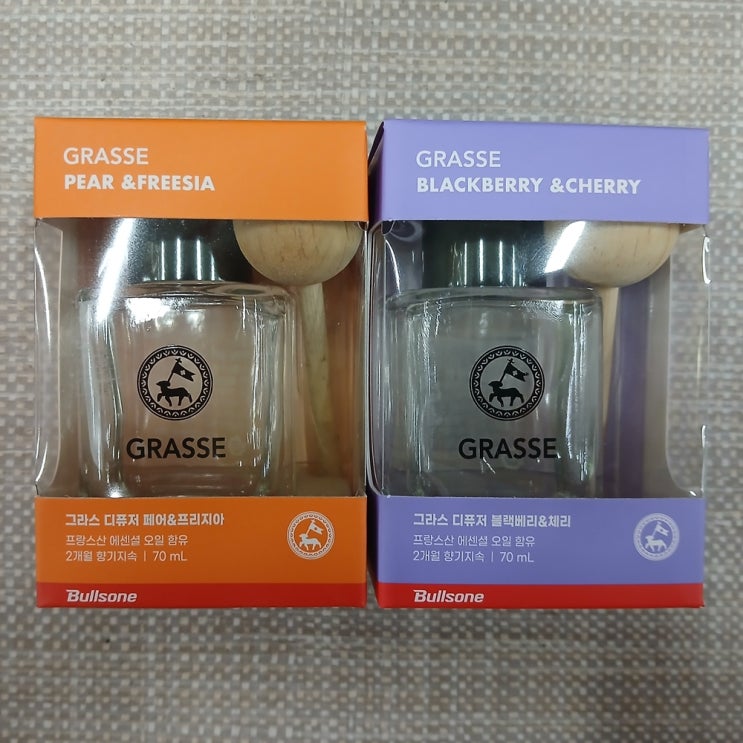 GRASSE
PEAR &FREESIA
GRASSE
그라스 디퓨저 페어&프리지아
프랑스산 에센셜 오일 함유
2개월 향기지속 | 70 mL
Bullsone
GRASSE
BLACKBERRY &CHERRY
GRASSE
그라스 디퓨저 블랙베리&체리
프랑스산 에센셜 오일 함유
2개월 향기지속 | 70 mL
Bullsone